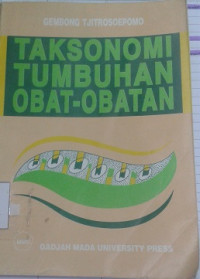 GEMBONG TJITROSOEPOMO
TAKSONOMI
TUMBUHAN
OBAT-OBATAN
GADJAH MADA UNIVERSITY PRESS